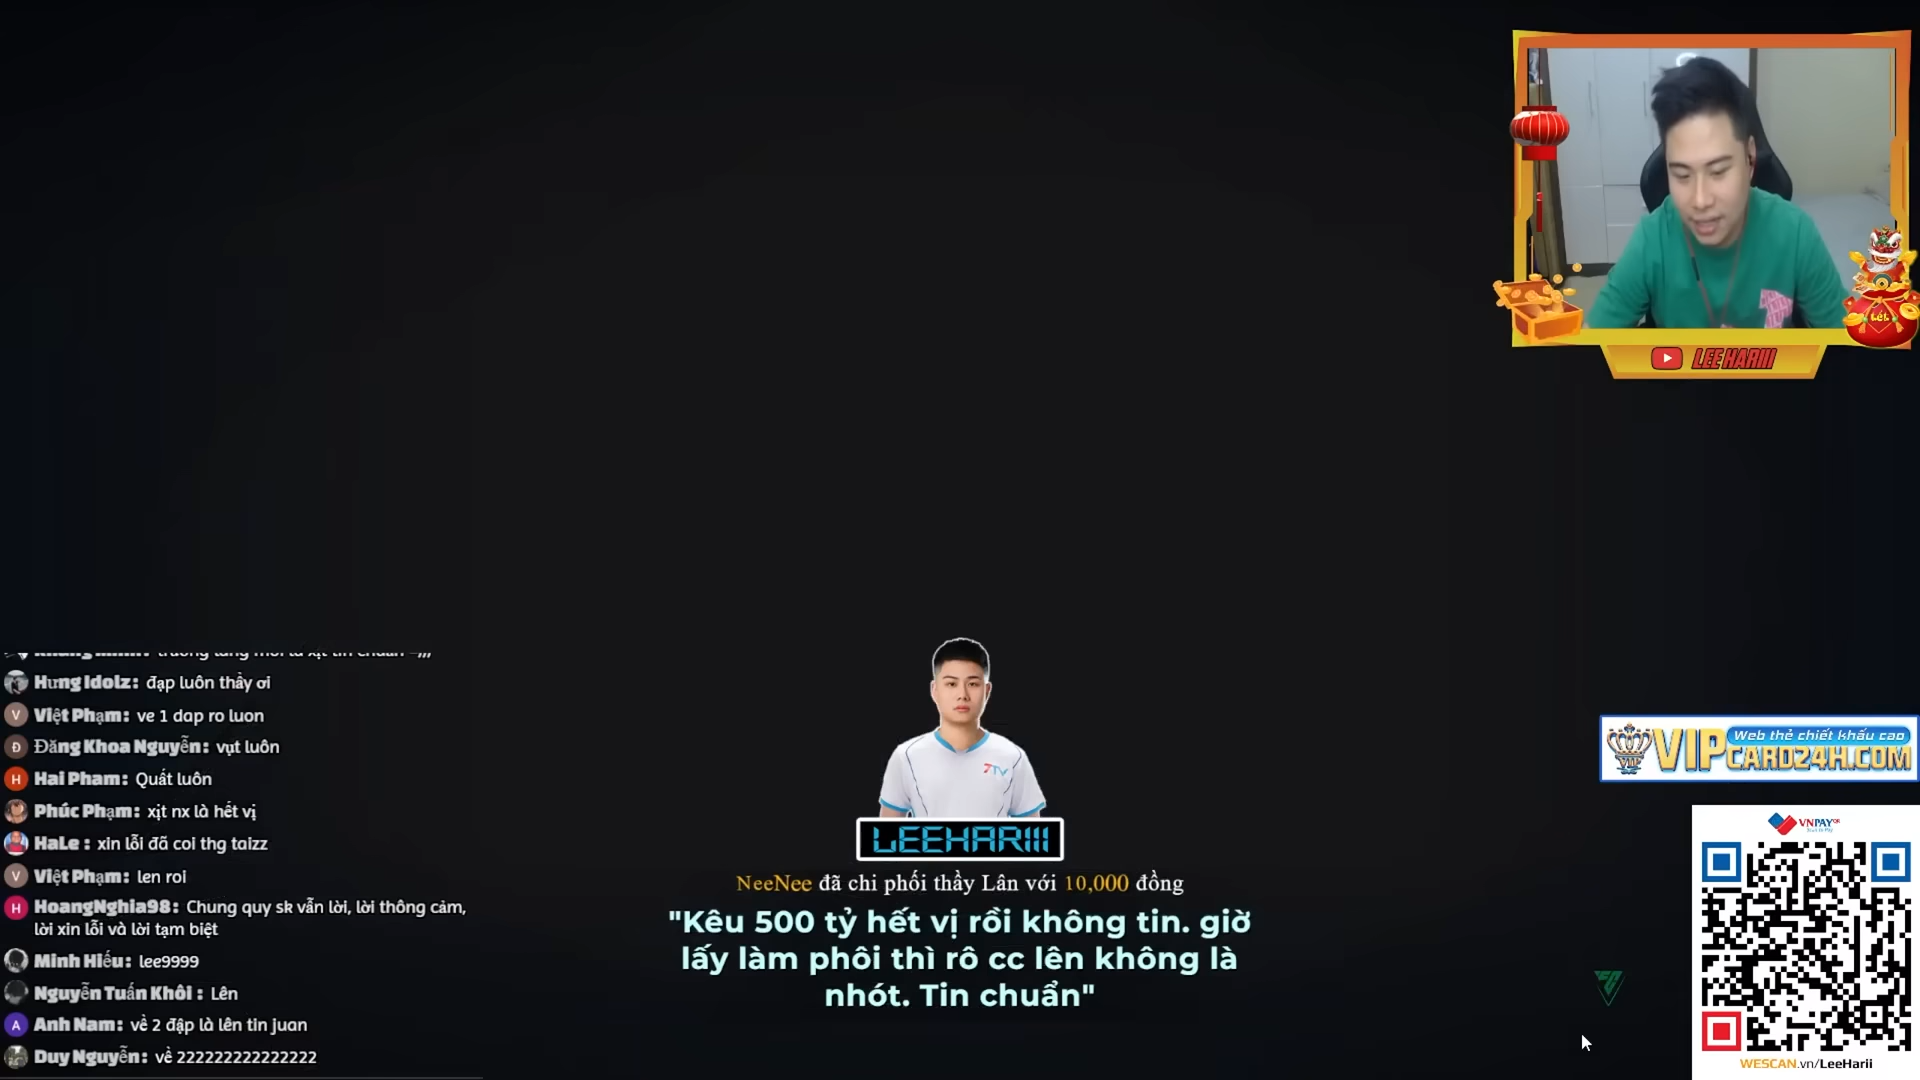 LEE HARIII
Hưng Idolz: đạp luôn thầy ơi
V Việt Phạm: ve 1 dap ro luon
Đ Đăng Khoa Nguyễn: vụt luôn
H Hai Pham: Quất luôn
Phúc Phạm: xịt nx là hết vị
HaLe : xin lỗi đã coi thg taizz
V Việt Phạm: len roi
H HoangNghia98: Chung quy sk vẫn lời, lời thông cảm,
lời xin lỗi và lời tạm biệt
Minh Hiếu: lee9999
Nguyễn Tuấn Khôi : Lên
A Anh Nam: về 2 đập là lên tin juan
Duy Nguyễn: về 222222222222222
7TV
LEEHARIII
NeeNee đã chi phối thầy Lân với 10,000 đồng
"Kêu 500 tỷ hết vị rồi không tin. giờ
lấy làm phôi thì rô cc lên không là
nhót. Tin chuẩn"
Web thẻ chiết khấu cao
VIP
VIPCARD24H.COM
VNPAYQR
WESCAN.vn/LeeHarii